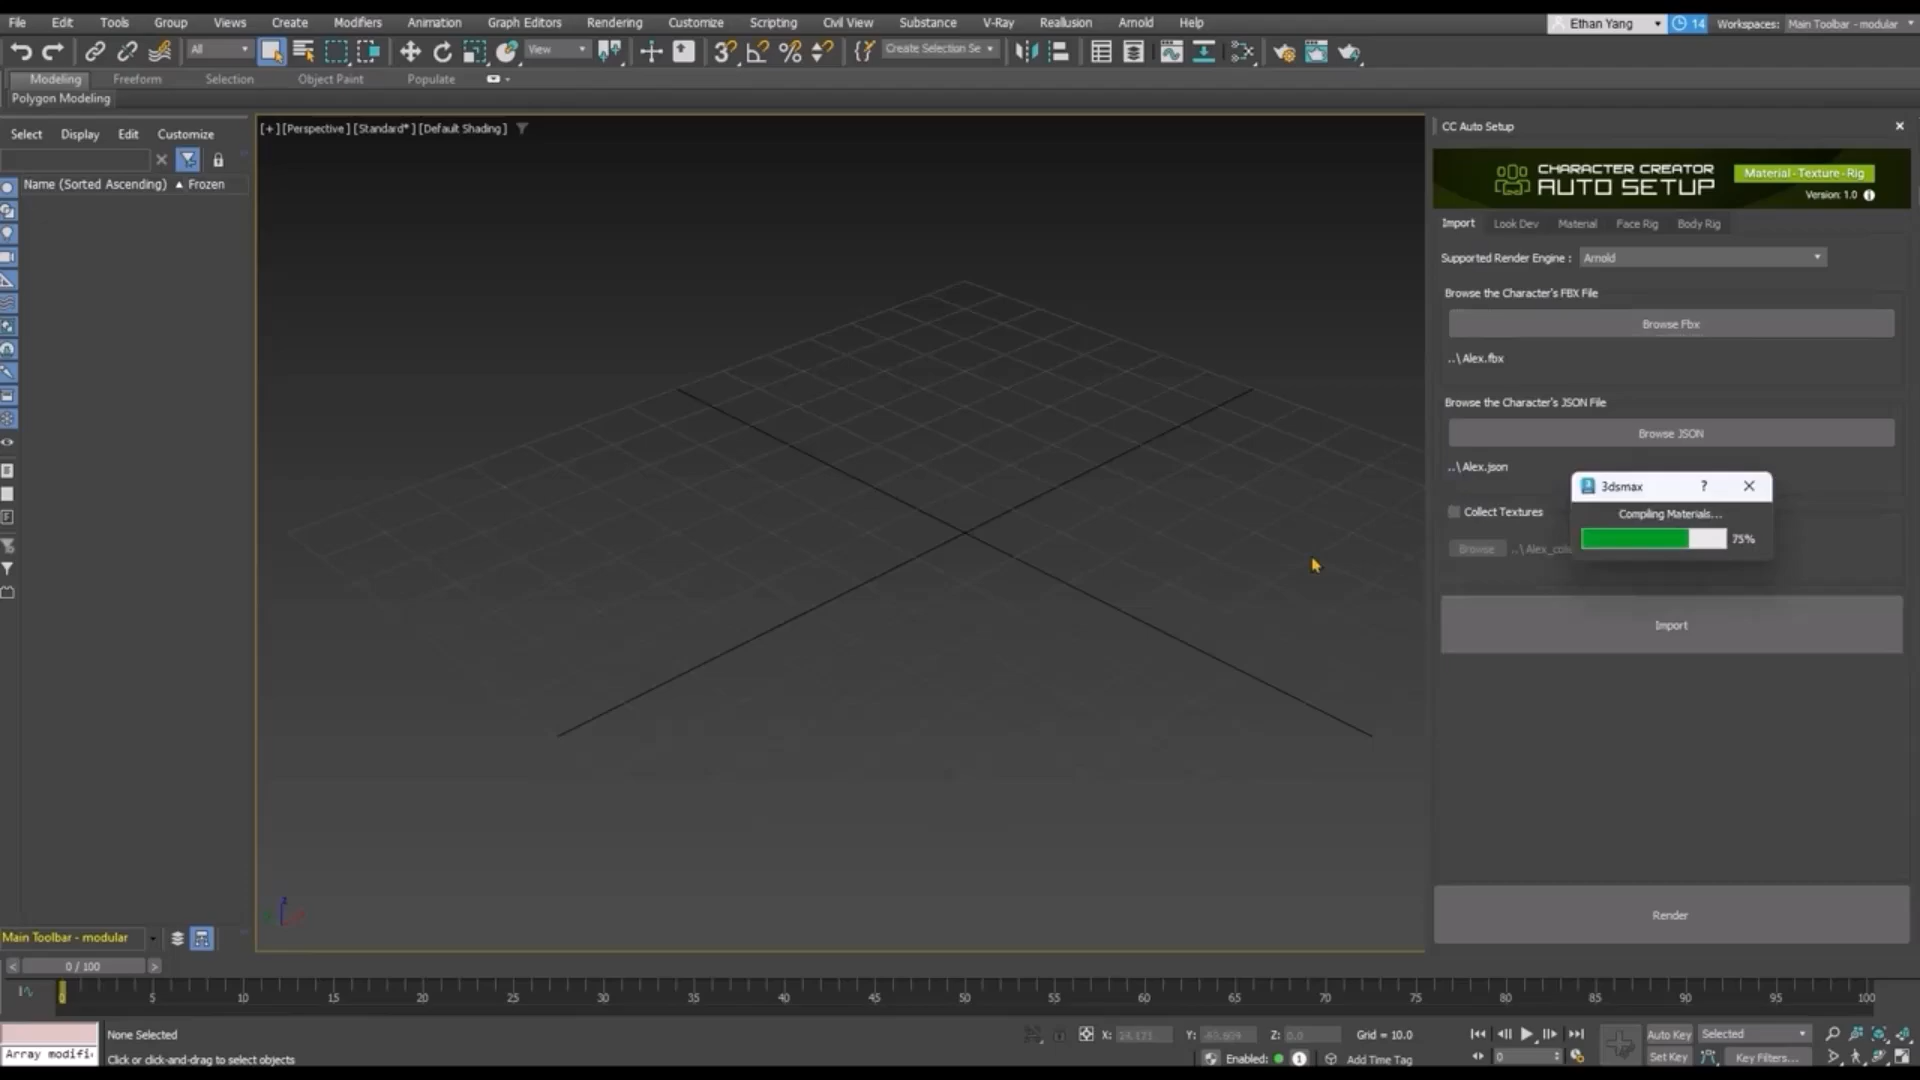 File Edit Tools Group Views Create Modifiers Animation Graph Editors Rendering Customize Scripting Civil View Substance V-Ray Reallusion Arnold Help Ethan Yang 14 Workspaces: Main Toolbar - modular
All View Create Selection Se
Modeling Freeform Selection Object Paint Populate
Polygon Modeling
Select Display Edit Customize
Name (Sorted Ascending) Frozen
[+] [Perspective] [Standard*] [Default Shading]
CC Auto Setup
CHARACTER CREATOR
AUTO SETUP
Material-Texture-Rig
Version: 1.0
Import Look Dev Material Face Rig Body Rig
Supported Render Engine : Arnold
Browse the Character's FBX File
Browse Fbx
..\Alex.fbx
Browse the Character's JSON File
Browse JSON
..\Alex.json
3dsmax ?
Compiling Materials...
75%
Collect Textures
Browse
Import
Render
z
Main Toolbar - modular
< 0 / 100 >
0 5 10 15 20 25 30 35 40 45 50 55 60 65 70 75 80 85 90 95 100
None Selected X: Y: Z: 0.0 Grid = 10.0 Auto Key Selected
Array modifi Click or click-and-drag to select objects Enabled: 1 Add Time Tag 0 Set Key Key Filters...